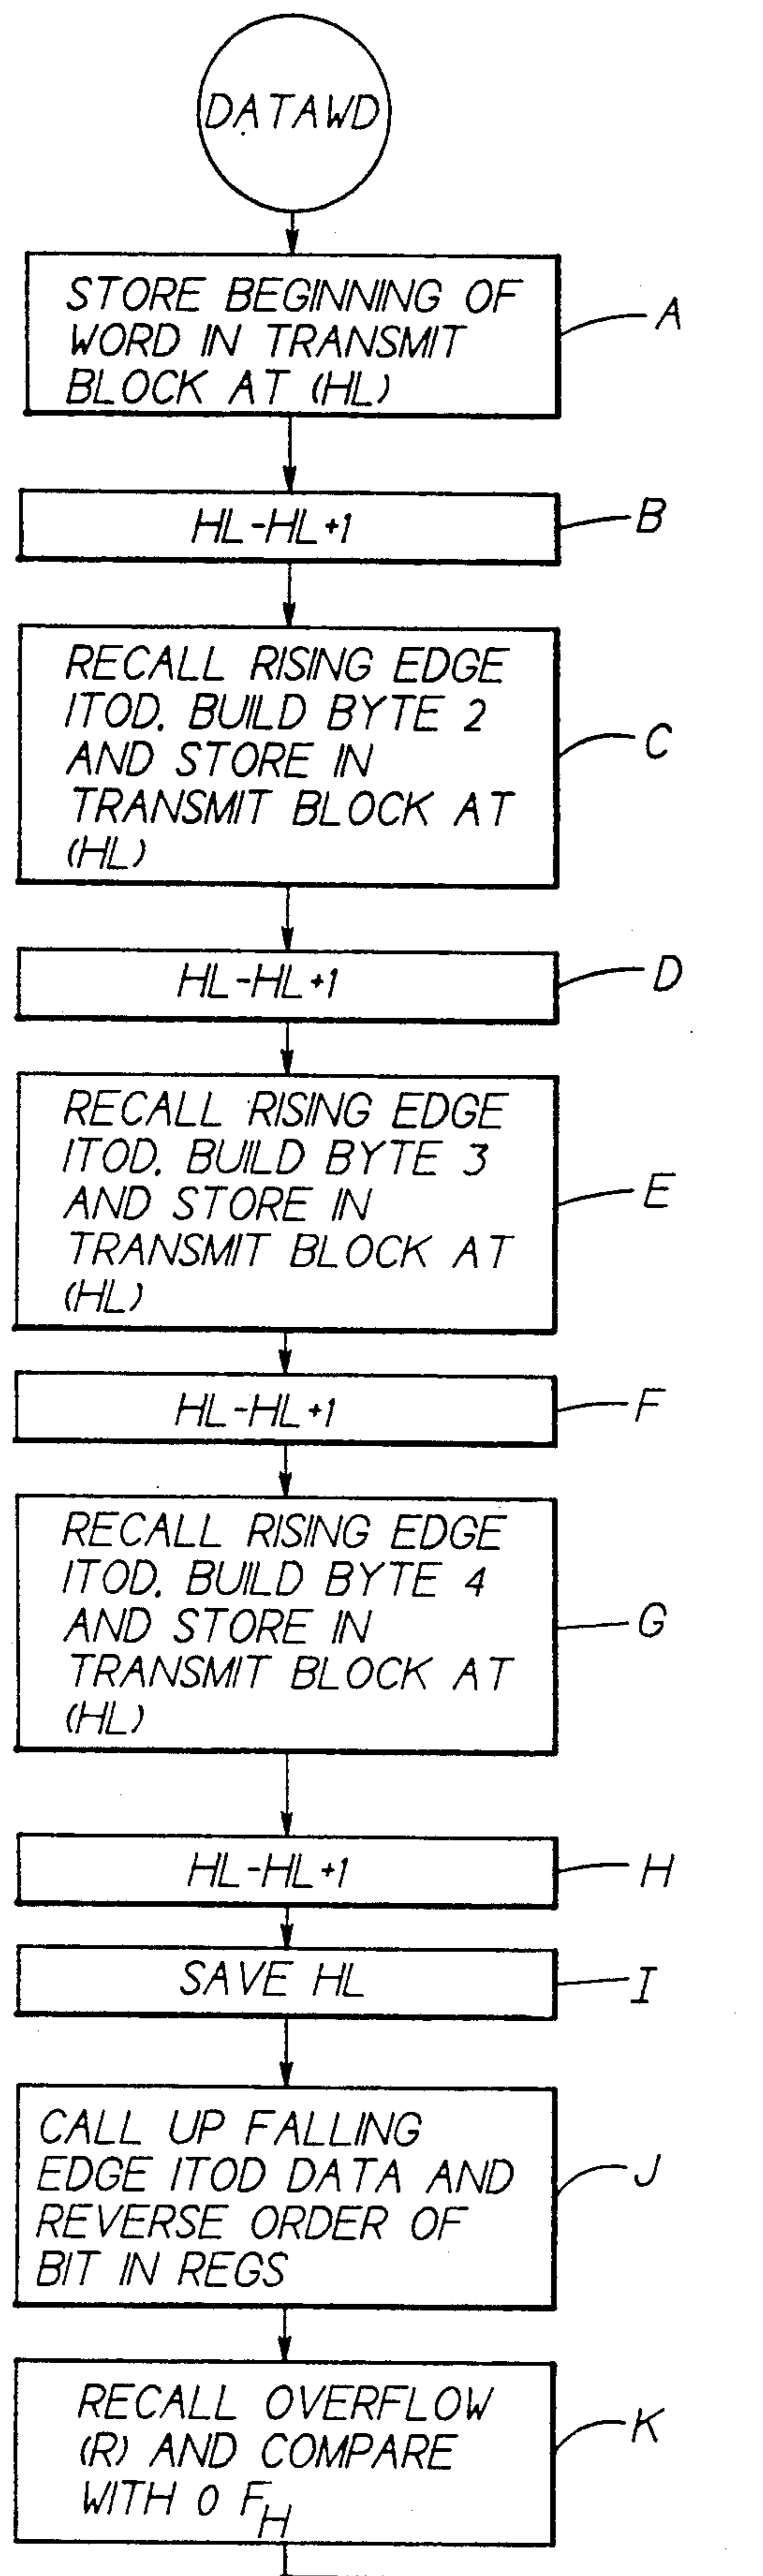 DATAWD
STORE BEGINNING OF
WORD IN TRANSMIT
BLOCK AT (HL)
A
HL-HL+1
B
RECALL RISING EDGE
ITOD. BUILD BYTE 2
AND STORE IN
TRANSMIT BLOCK AT
(HL)
C
HL-HL+1
D
RECALL RISING EDGE
ITOD. BUILD BYTE 3
AND STORE IN
TRANSMIT BLOCK AT
(HL)
E
HL-HL+1
F
RECALL RISING EDGE
ITOD. BUILD BYTE 4
AND STORE IN
TRANSMIT BLOCK AT
(HL)
G
HL-HL+1
H
SAVE HL
I
CALL UP FALLING
EDGE ITOD DATA AND
REVERSE ORDER OF
BIT IN REGS
J
RECALL OVERFLOW
(R) AND COMPARE
WITH 0 FH
K